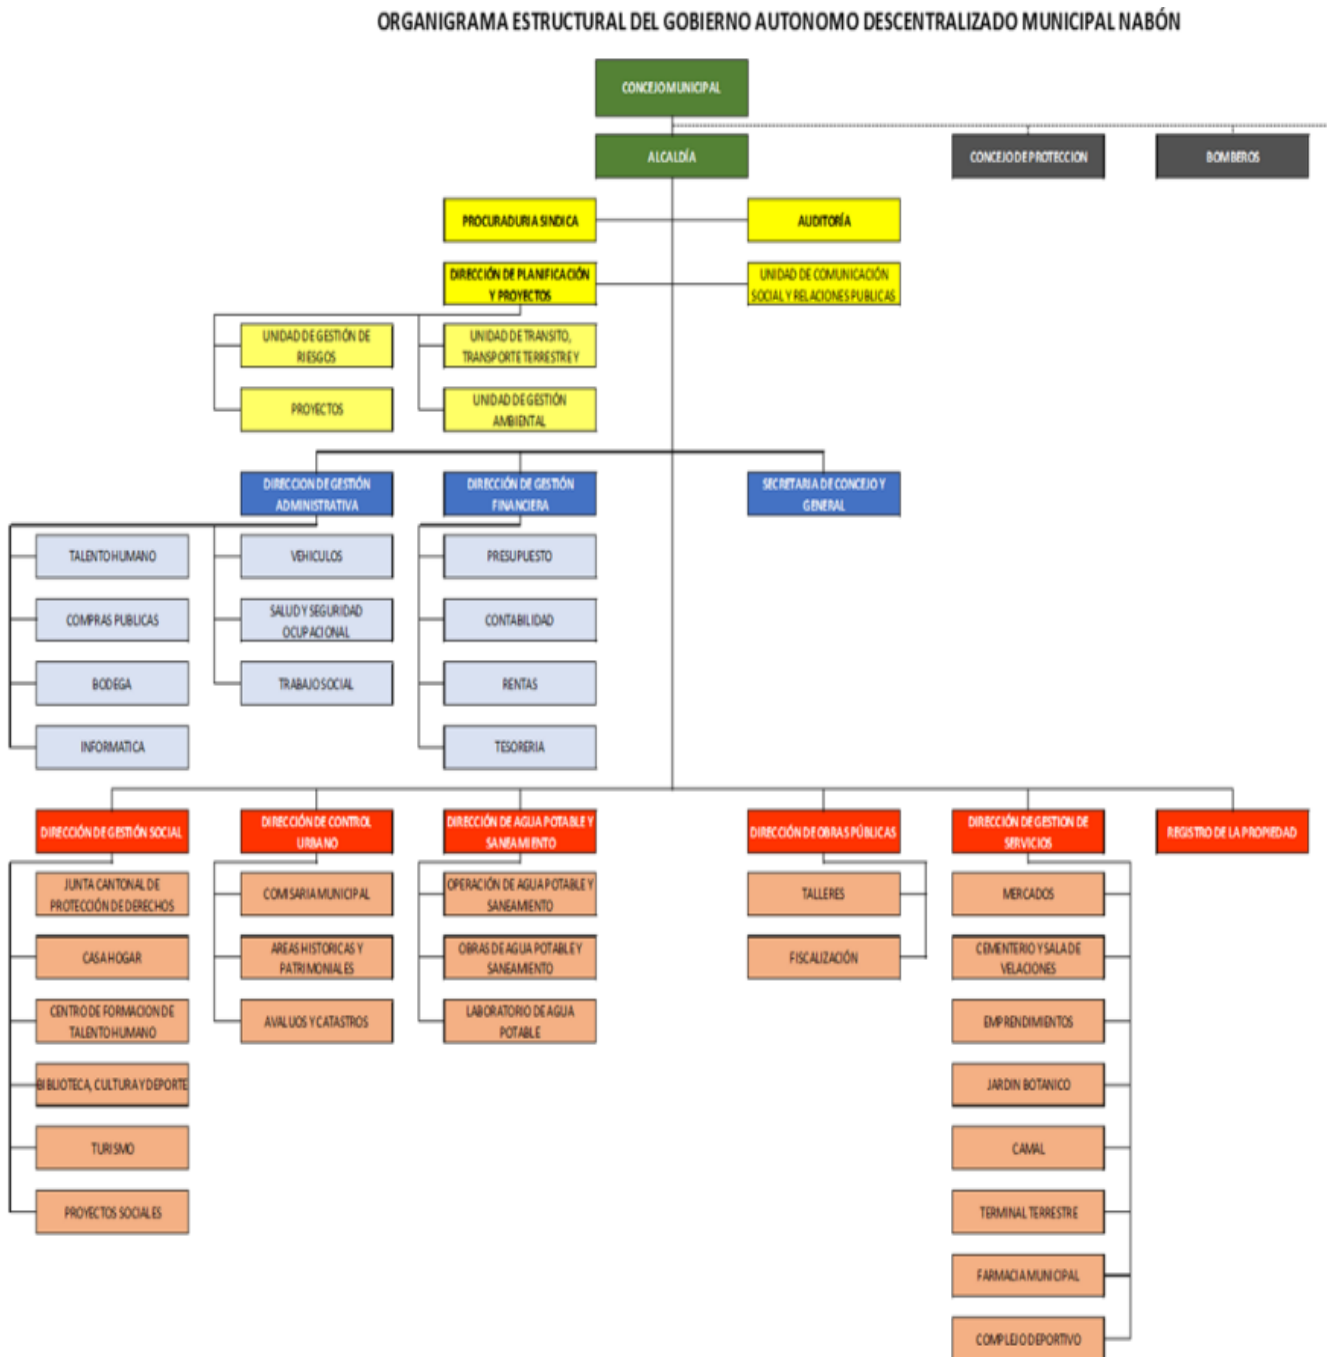 ORGANIGRAMA ESTRUCTURAL DEL GOBIERNO AUTONOMO DESCENTRALIZADO MUNICIPAL NABÓN
CONCEJO MUNICIPAL
ALCALDÍA
CONCEJO DE PROTECCION
BOMBEROS
PROCURADURIA SINDICA
AUDITORÍA
DIRECCIÓN DE PLANIFICACIÓN
Y PROYECTOS
UNIDAD DE COMUNICACIÓN
SOCIAL Y RELACIONES PUBLICAS
UNIDAD DE GESTIÓN DE
RIESGOS
UNIDAD DE TRANSITO,
TRANSPORTE TERRESTRE Y
PROYECTOS
UNIDAD DE GESTIÓN
AMBIENTAL
DIRECCION DE GESTIÓN
ADMINISTRATIVA
DIRECCIÓN DE GESTIÓN
FINANCIERA
SECRETARIA DE CONCEJO Y
GENERAL
TALENTO HUMANO
VEHICULOS
PRESUPUESTO
COMPRAS PUBLICAS
SALUD Y SEGURIDAD
OCUPACIONAL
CONTABILIDAD
BODEGA
TRABAJO SOCIAL
RENTAS
INFORMATICA
TESORERIA
DIRECCIÓN DE GESTIÓN SOCIAL
DIRECCIÓN DE CONTROL
URBANO
DIRECCIÓN DE AGUA POTABLE Y
SANEAMIENTO
DIRECCIÓN DE OBRAS PÚBLICAS
DIRECCIÓN DE GESTION DE
SERVICIOS
REGISTRO DE LA PROPIEDAD
JUNTA CANTONAL DE
PROTECCIÓN DE DERECHOS
COMISARIA MUNICIPAL
OPERACIÓN DE AGUA POTABLE Y
SANEAMIENTO
TALLERES
MERCADOS
CASA HOGAR
AREAS HISTORICAS Y
PATRIMONIALES
OBRAS DE AGUA POTABLE Y
SANEAMIENTO
FISCALIZACIÓN
CEMENTERIO Y SALA DE
VELACIONES
CENTRO DE FORMACION DE
TALENTO HUMANO
AVALUOS Y CATASTROS
LABORATORIO DE AGUA
POTABLE
EMPRENDIMIENTOS
BIBLIOTECA, CULTURA Y DEPORTE
JARDIN BOTANICO
TURISMO
CAMAL
PROYECTOS SOCIALES
TERMINAL TERRESTRE
FARMACIA MUNICIPAL
COMPLEJO DEPORTIVO